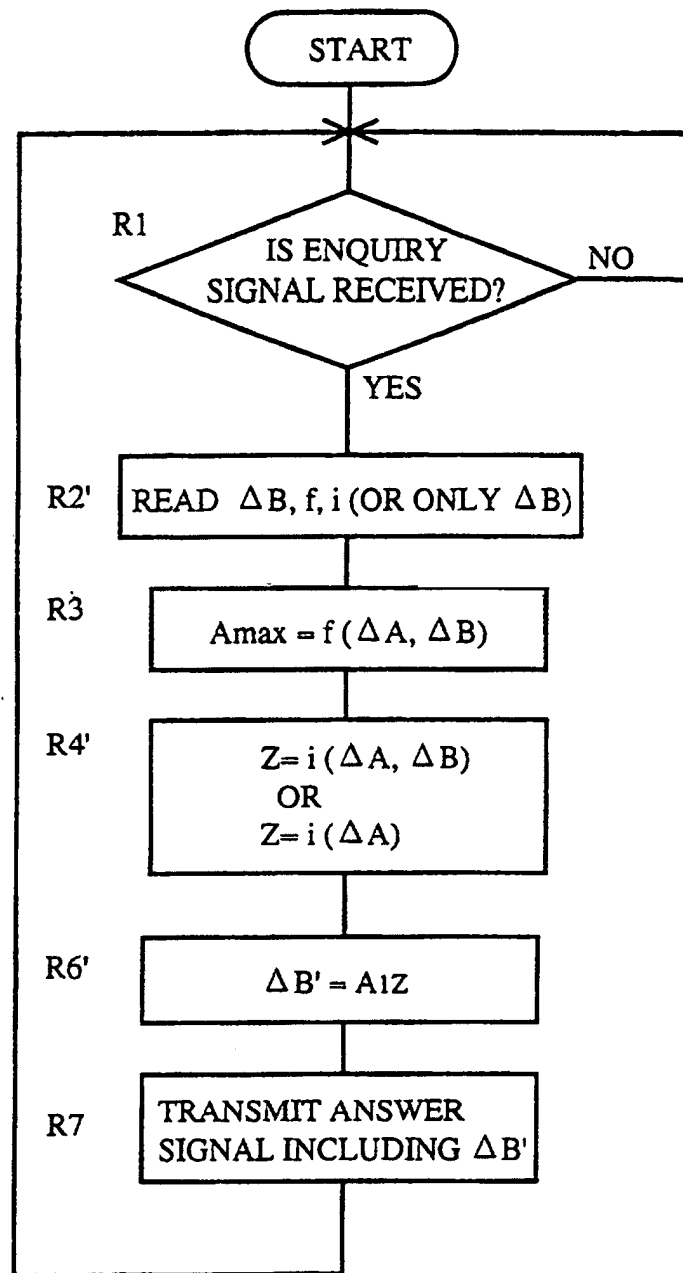 START
R1
IS ENQUIRY
SIGNAL RECEIVED?
NO
YES
R2'
READ ΔB, f, i (OR ONLY ΔB)
R3
Amax = f (ΔA, ΔB)
R4'
Z= i (ΔA, ΔB)
OR
Z= i (ΔA)
R6'
ΔB' = A1Z
R7
TRANSMIT ANSWER
SIGNAL INCLUDING ΔB'